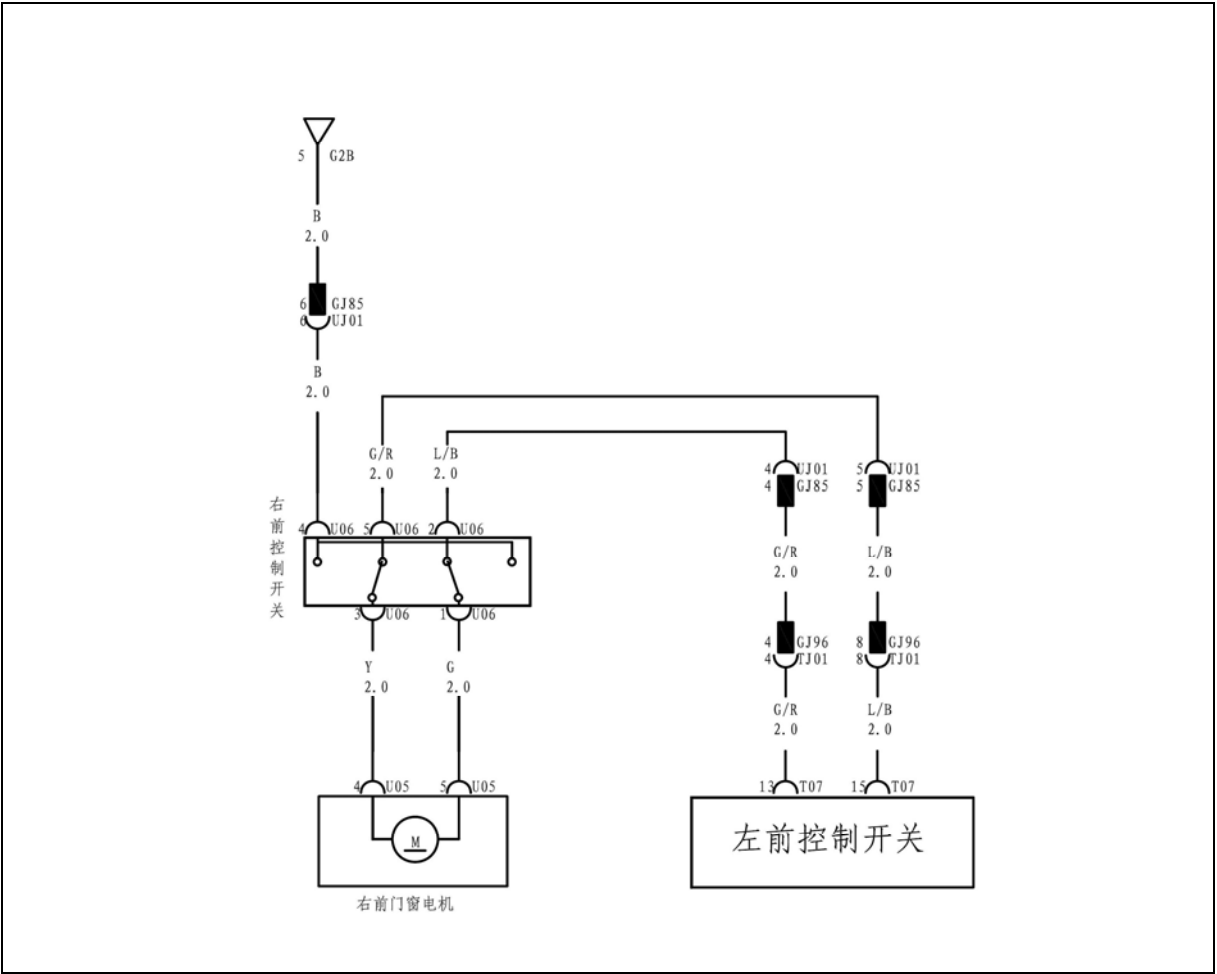 5 G2B
B
2.0
6 GJ85
6 UJ01
B
2.0
G/R L/B
2.0 2.0
4 UJ01 5 UJ01
4 GJ85 5 GJ85
右前控制开关
4 U06 5 U06 2 U06
G/R L/B
2.0 2.0
3 U06 1 U06
4 GJ96 8 GJ96
4 TJ01 8 TJ01
Y G
2.0 2.0
G/R L/B
2.0 2.0
4 U05 5 U05
13 T07 15 T07
M
左前控制开关
右前门窗电机